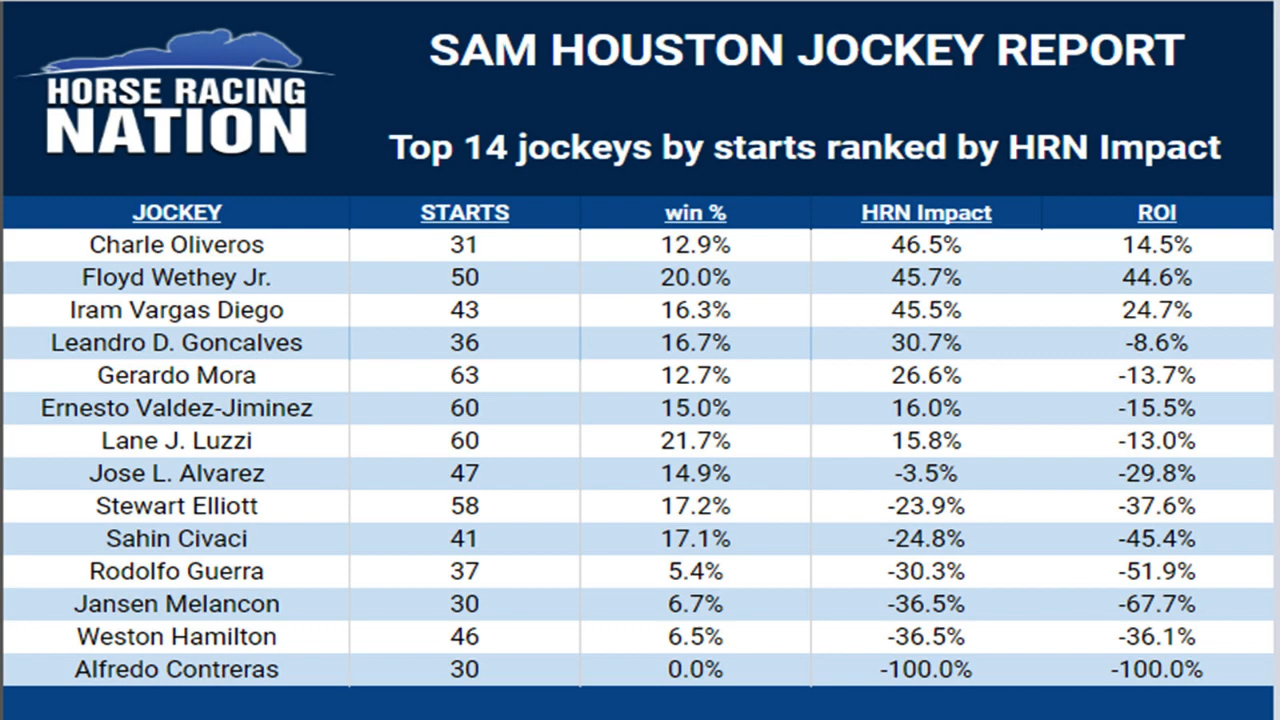 HORSE RACING
NATION
SAM HOUSTON JOCKEY REPORT
Top 14 jockeys by starts ranked by HRN Impact
JOCKEY STARTS win % HRN Impact ROI
Charle Oliveros 31 12.9% 46.5% 14.5%
Floyd Wethey Jr. 50 20.0% 45.7% 44.6%
Iram Vargas Diego 43 16.3% 45.5% 24.7%
Leandro D. Goncalves 36 16.7% 30.7% -8.6%
Gerardo Mora 63 12.7% 26.6% -13.7%
Ernesto Valdez-Jiminez 60 15.0% 16.0% -15.5%
Lane J. Luzzi 60 21.7% 15.8% -13.0%
Jose L. Alvarez 47 14.9% -3.5% -29.8%
Stewart Elliott 58 17.2% -23.9% -37.6%
Sahin Civaci 41 17.1% -24.8% -45.4%
Rodolfo Guerra 37 5.4% -30.3% -51.9%
Jansen Melancon 30 6.7% -36.5% -67.7%
Weston Hamilton 46 6.5% -36.5% -36.1%
Alfredo Contreras 30 0.0% -100.0% -100.0%